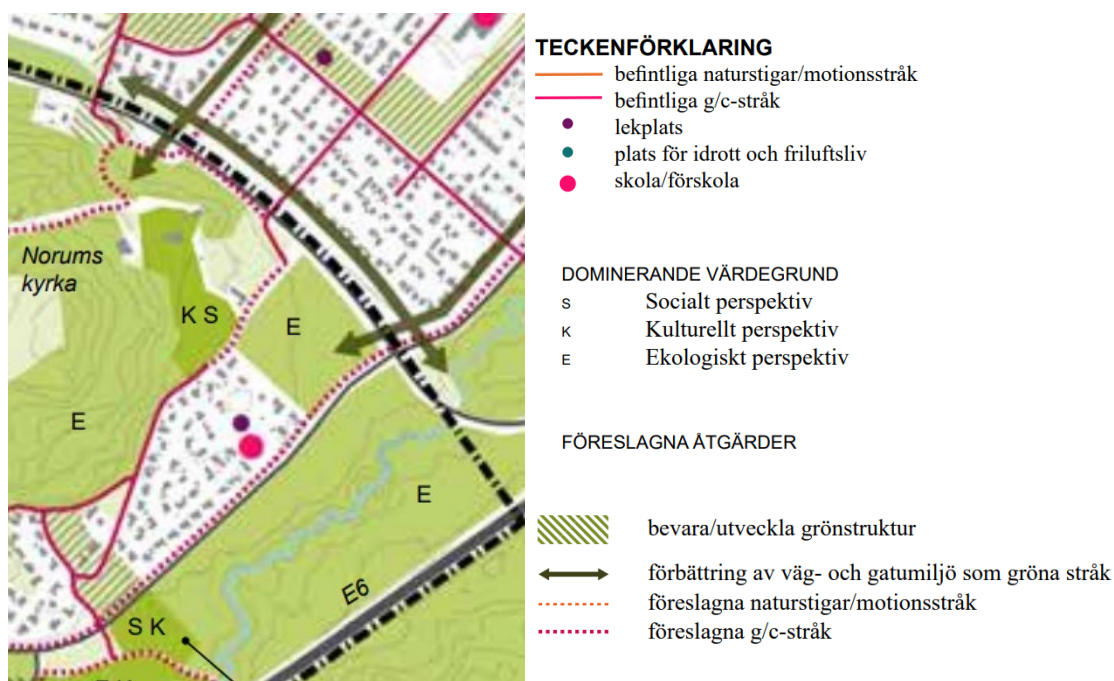 Norums
kyrka
K S
E
E
E
E6
S K
TECKENFÖRKLARING
befintliga naturstigar/motionsstråk
befintliga g/c-stråk
lekplats
plats för idrott och friluftsliv
skola/förskola
DOMINERANDE VÄRDEGRUND
S Socialt perspektiv
K Kulturellt perspektiv
E Ekologiskt perspektiv
FÖRESLAGNA ÅTGÄRDER
bevara/utveckla grönstruktur
förbättring av väg- och gatumiljö som gröna stråk
föreslagna naturstigar/motionsstråk
föreslagna g/c-stråk